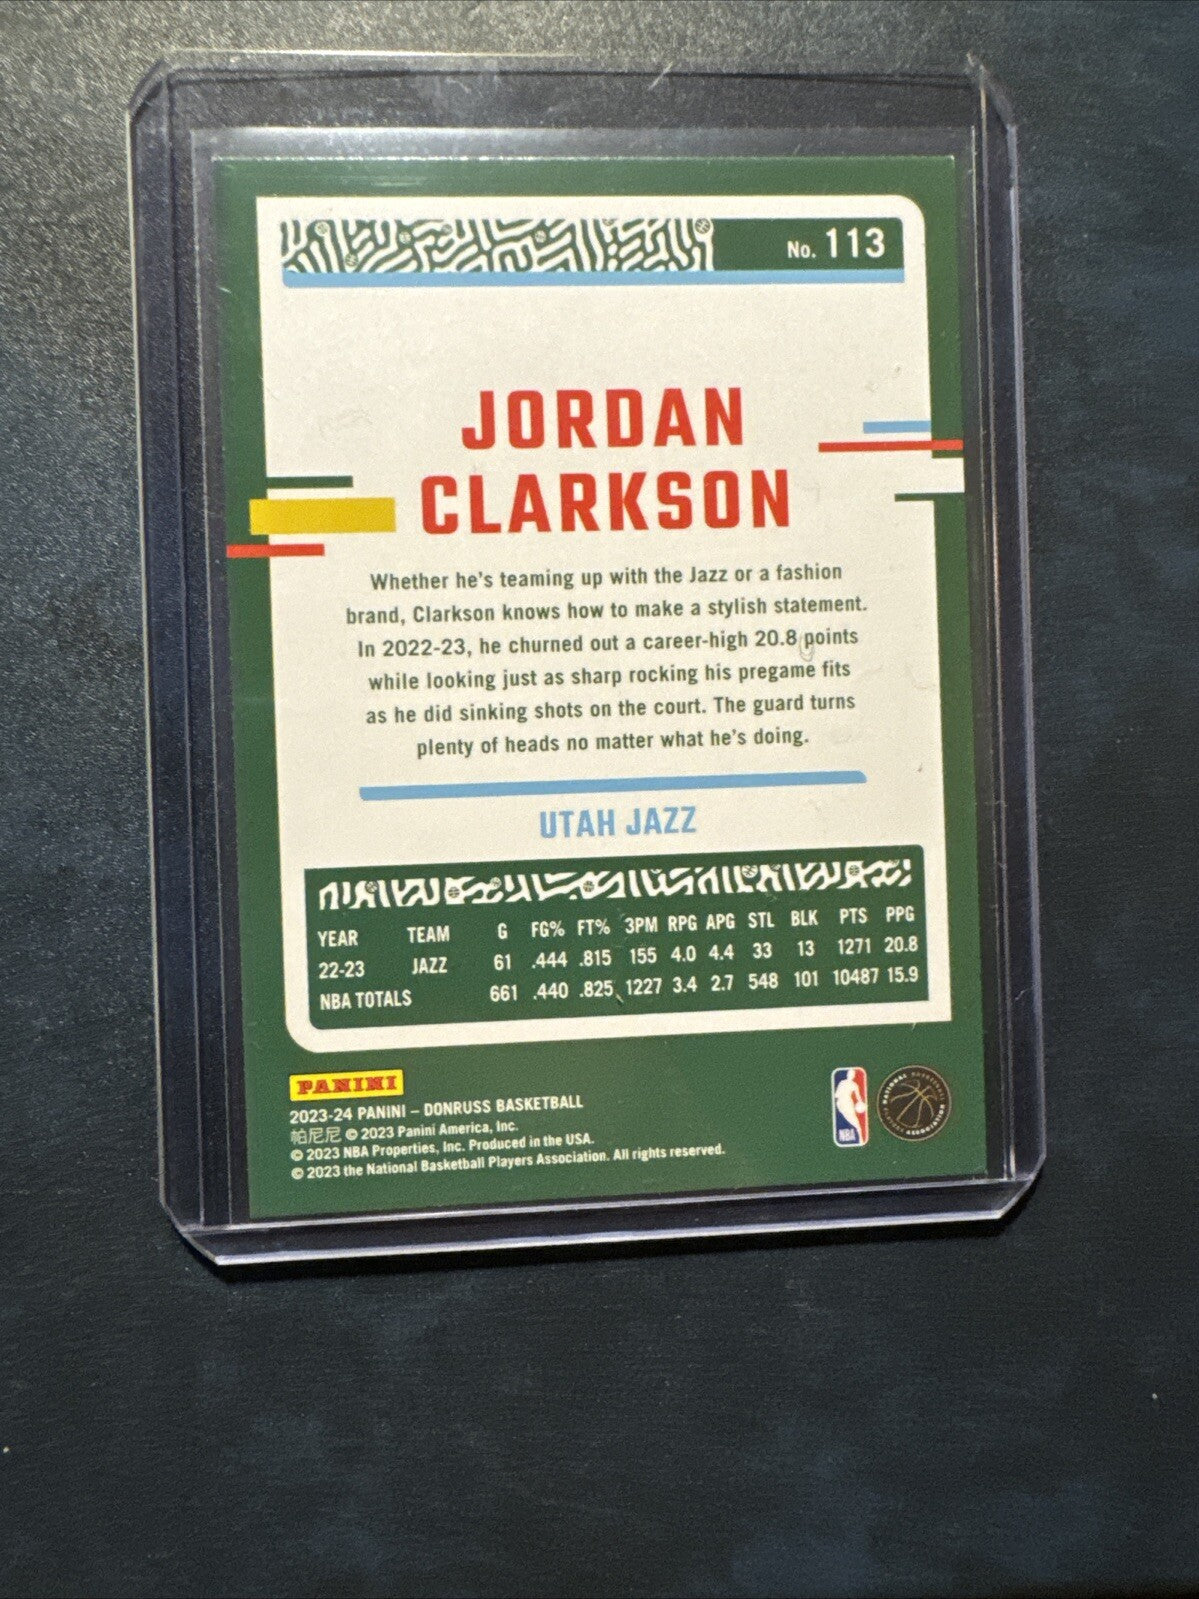 No. 113
JORDAN
CLARKSON
Whether he's teaming up with the Jazz or a fashion
brand, Clarkson knows how to make a stylish statement.
In 2022-23, he churned out a career-high 20.8 points
while looking just as sharp rocking his pregame fits
as he did sinking shots on the court. The guard turns
plenty of heads no matter what he's doing.
UTAH JAZZ
YEAR TEAM G FG% FT% 3PM RPG APG STL BLK PTS PPG
22-23 JAZZ 61 .444 .815 155 4.0 4.4 33 13 1271 20.8
NBA TOTALS 661 .440 .825 1227 3.4 2.7 548 101 10487 15.9
PANINI
2023-24 PANINI – DONRUSS BASKETBALL
帕尼尼 © 2023 Panini America, Inc.
© 2023 NBA Properties, Inc. Produced in the USA.
© 2023 the National Basketball Players Association. All rights reserved.
NBA
NATIONAL BASKETBALL PLAYERS ASSOCIATION